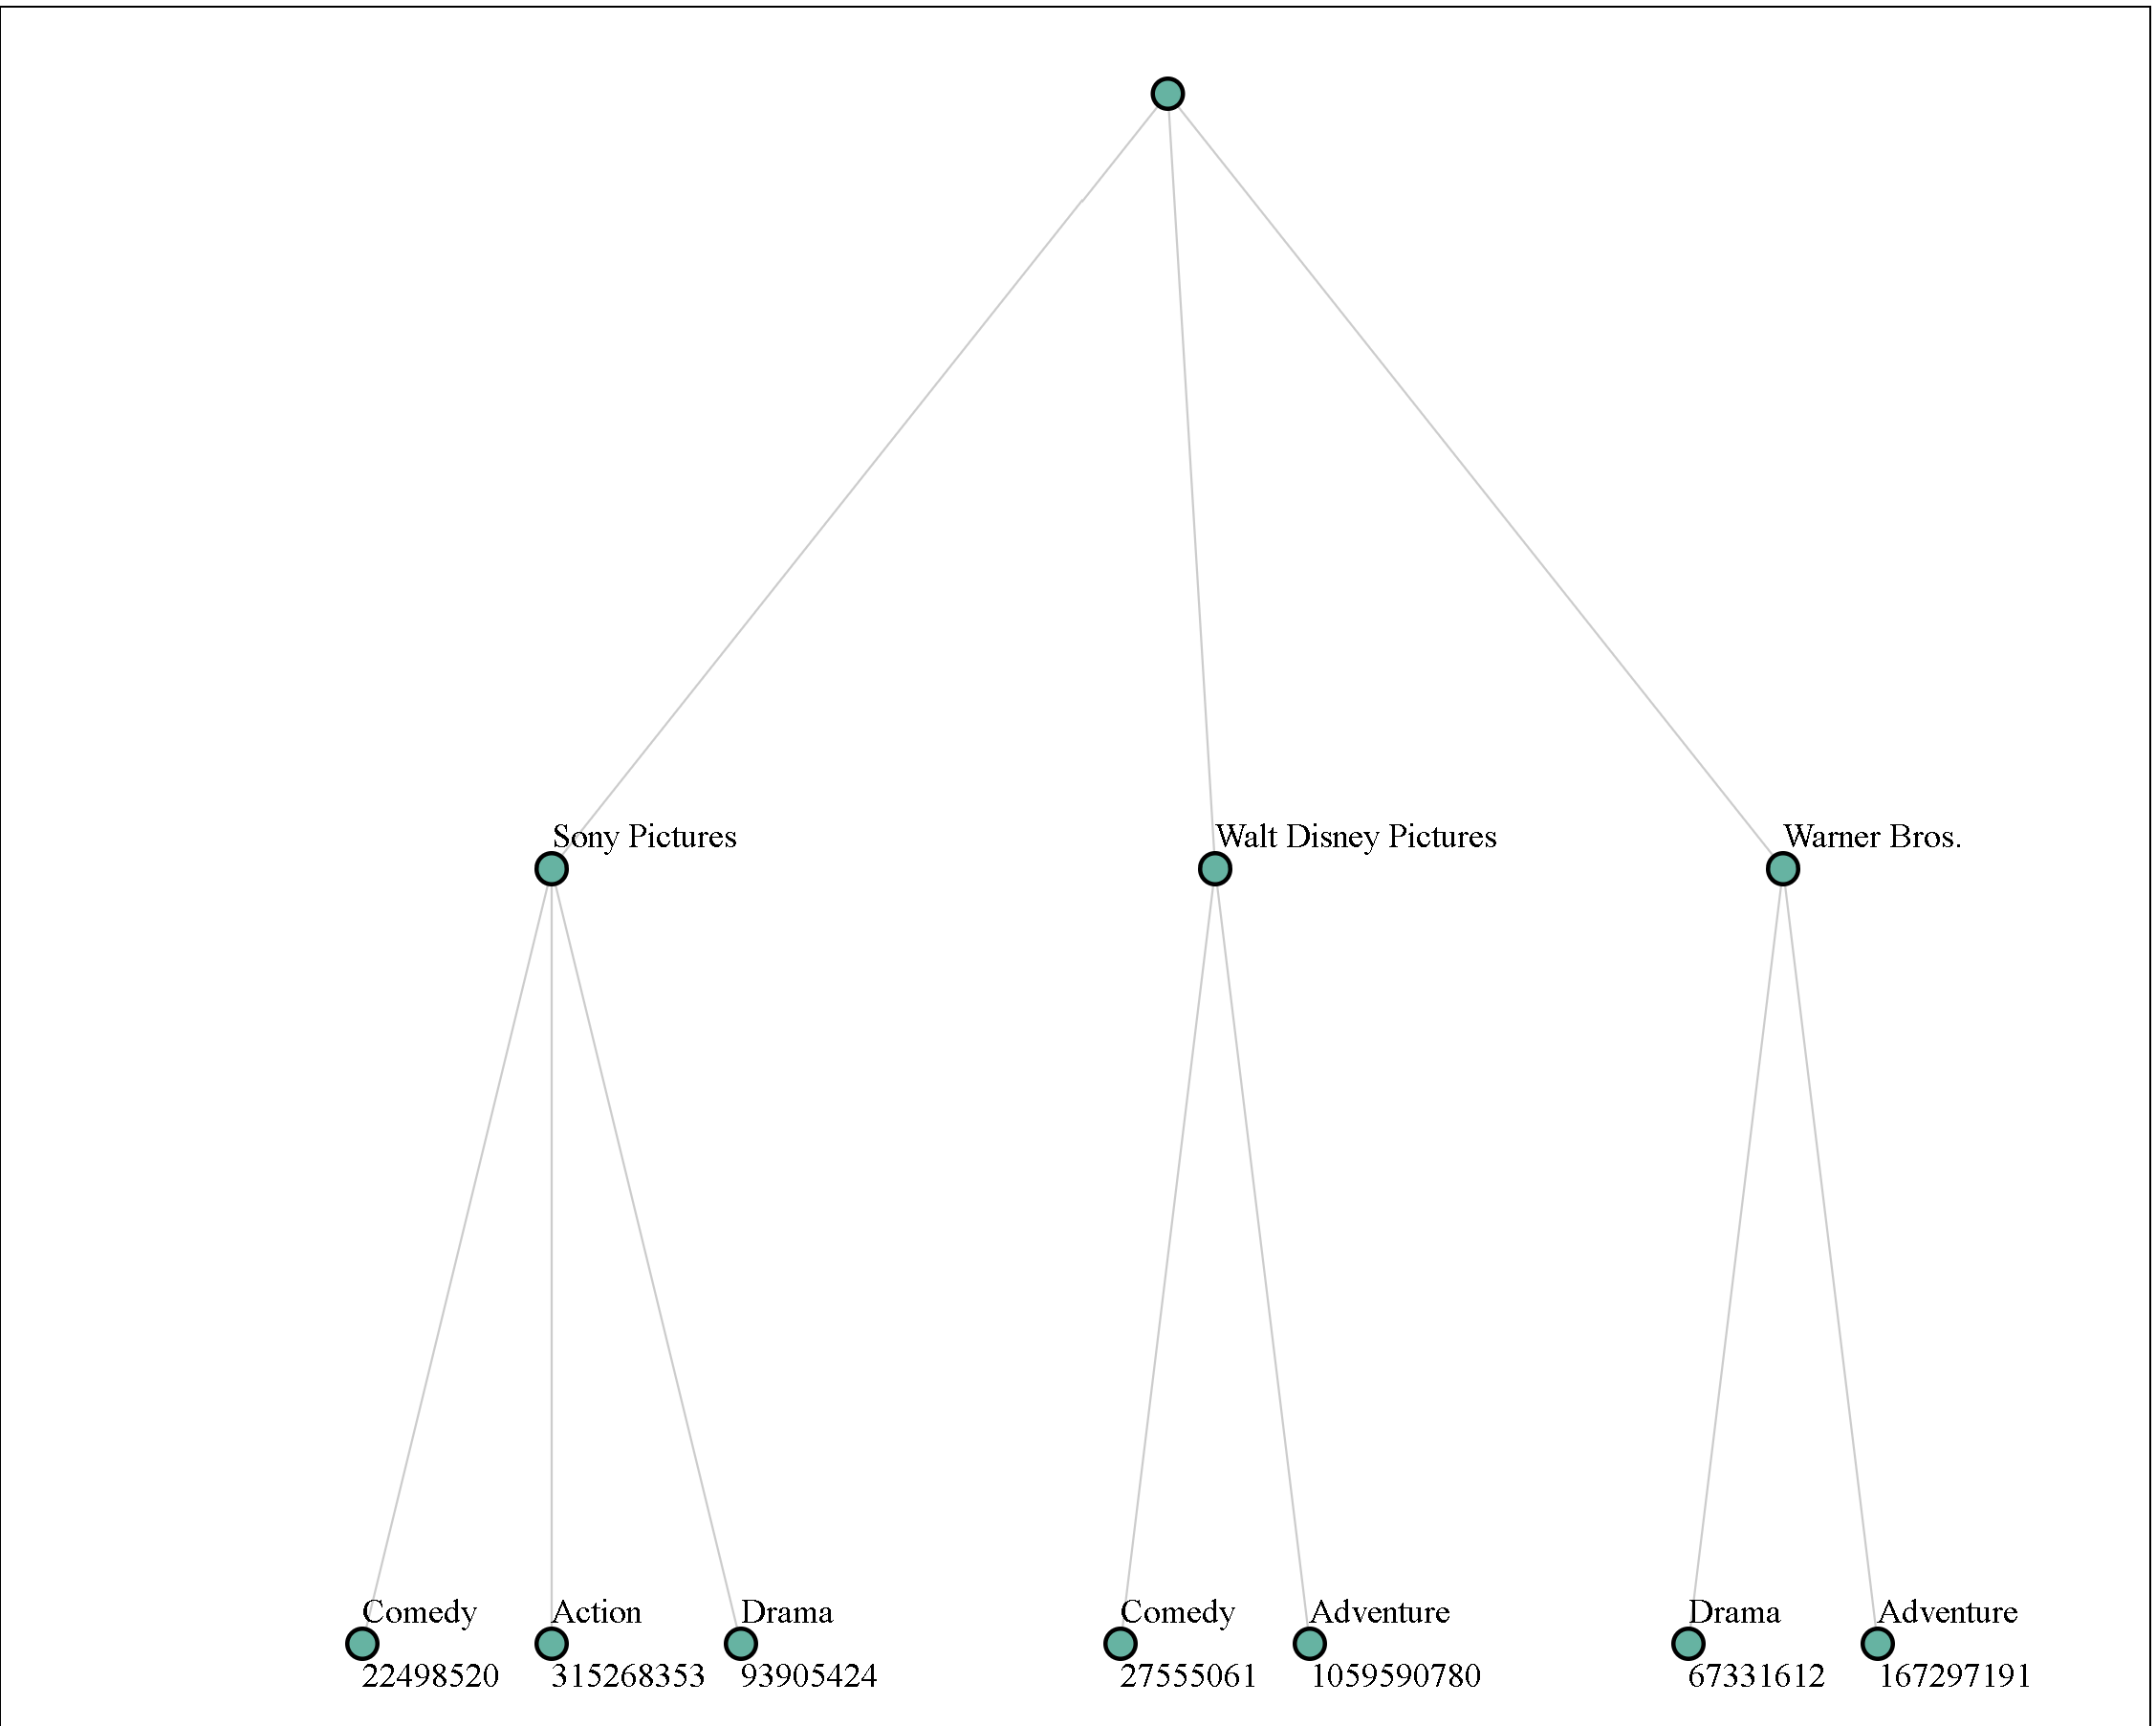 Sony Pictures
Walt Disney Pictures
Warner Bros.
Comedy
Action
Drama
Comedy
Adventure
Drama
Adventure
22498520
315268353
93905424
27555061
1059590780
67331612
167297191